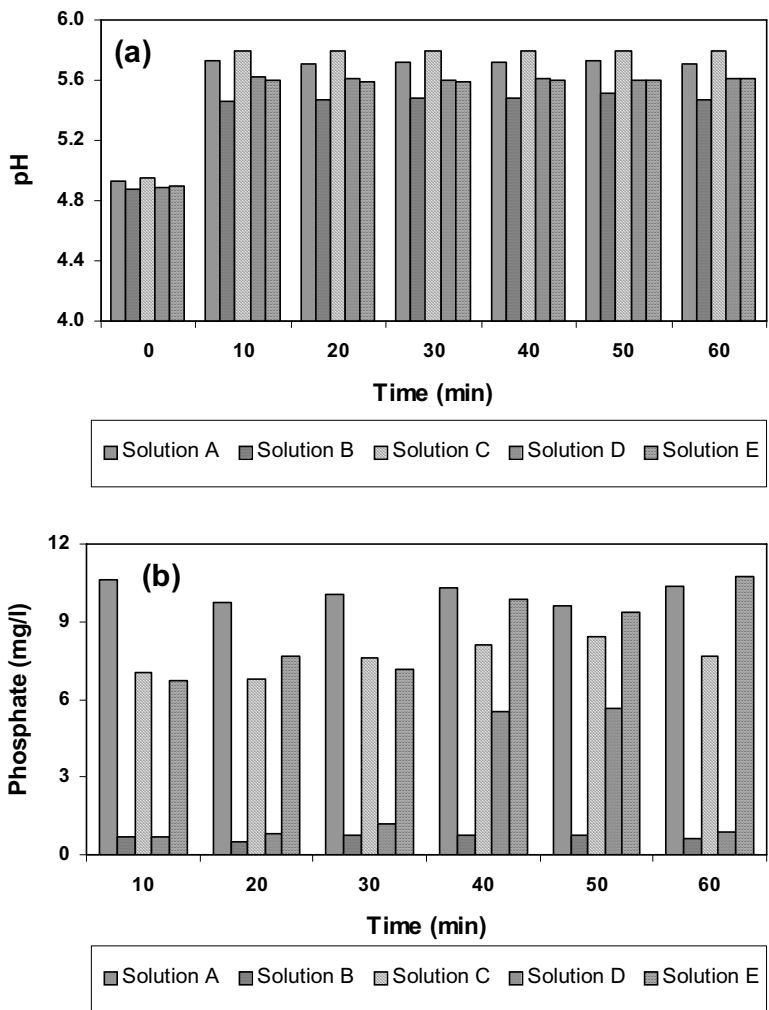 (a)
pH
6.0
5.6
5.2
4.8
4.4
4.0
0 10 20 30 40 50 60
Time (min)
Solution A Solution B Solution C Solution D Solution E
(b)
Phosphate (mg/l)
12
9
6
3
0
10 20 30 40 50 60
Time (min)
Solution A Solution B Solution C Solution D Solution E